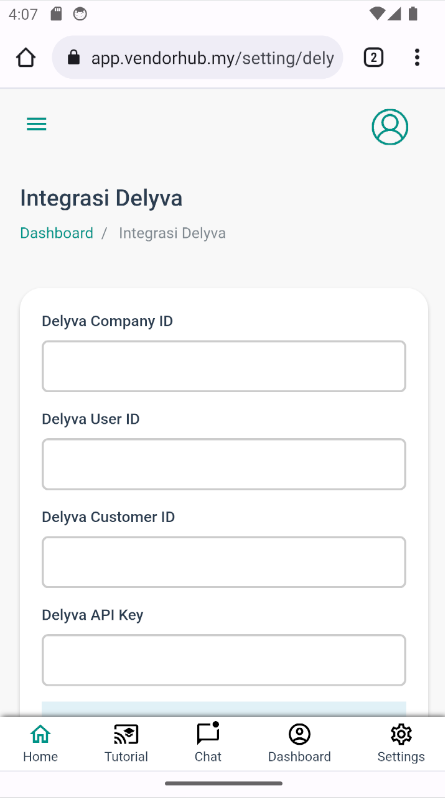 4:07
app.vendorhub.my/setting/dely
2
Integrasi Delyva
Dashboard / Integrasi Delyva
Delyva Company ID
Delyva User ID
Delyva Customer ID
Delyva API Key
Home Tutorial Chat Dashboard Settings